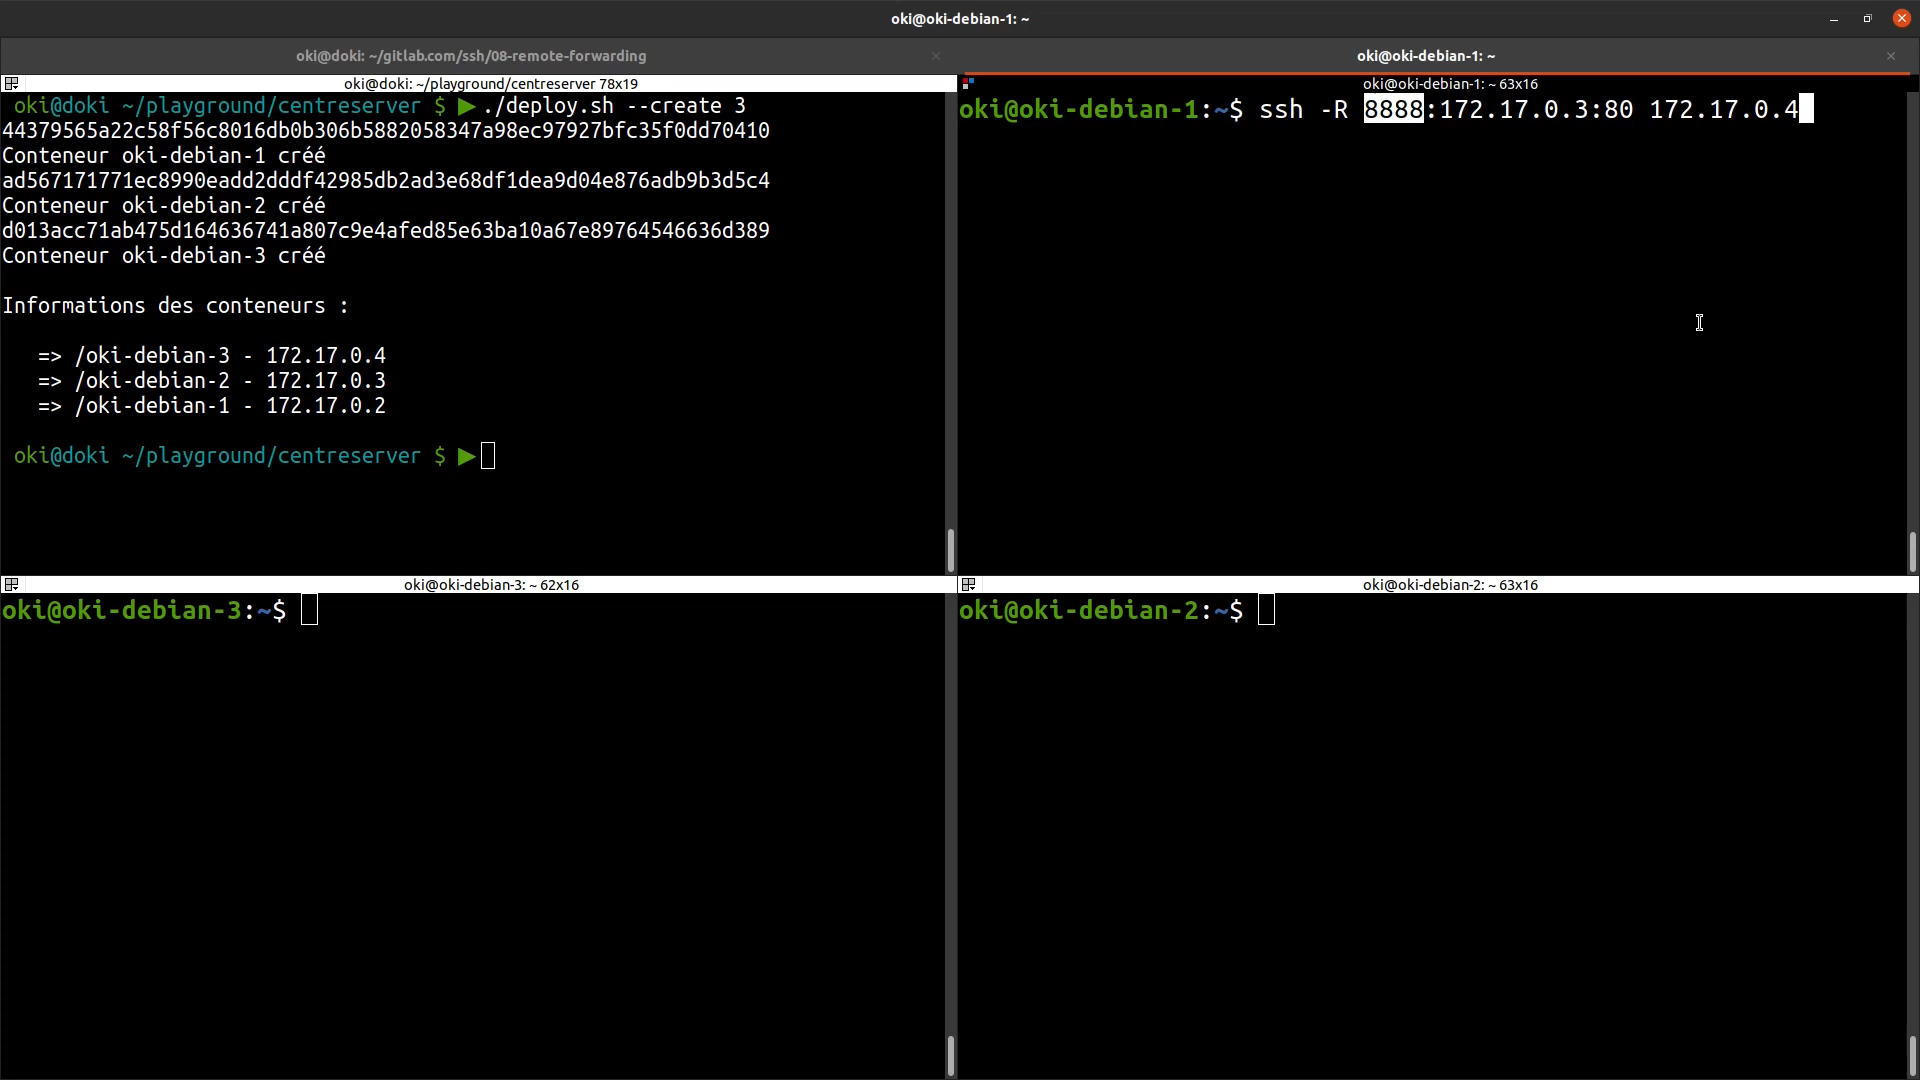 oki@oki-debian-1: ~
oki@doki: ~/gitlab.com/ssh/08-remote-forwarding
oki@oki-debian-1: ~
oki@doki: ~/playground/centreserver 78x19
oki@doki ~/playground/centreserver $ ▶./deploy.sh --create 3
44379565a22c58f56c8016db0b306b5882058347a98ec97927bfc35f0dd70410
Conteneur oki-debian-1 créé
ad567171771ec8990eadd2dddf42985db2ad3e68df1dea9d04e876adb9b3d5c4
Conteneur oki-debian-2 créé
d013acc71ab475d164636741a807c9e4afed85e63ba10a67e89764546636d389
Conteneur oki-debian-3 créé
Informations des conteneurs :
=> /oki-debian-3 - 172.17.0.4
=> /oki-debian-2 - 172.17.0.3
=> /oki-debian-1 - 172.17.0.2
oki@doki ~/playground/centreserver $ ▶
oki@oki-debian-1: ~ 63x16
oki@oki-debian-1:~$ ssh -R 8888:172.17.0.3:80 172.17.0.4
oki@oki-debian-3: ~ 62x16
oki@oki-debian-3:~$
oki@oki-debian-2: ~ 63x16
oki@oki-debian-2:~$